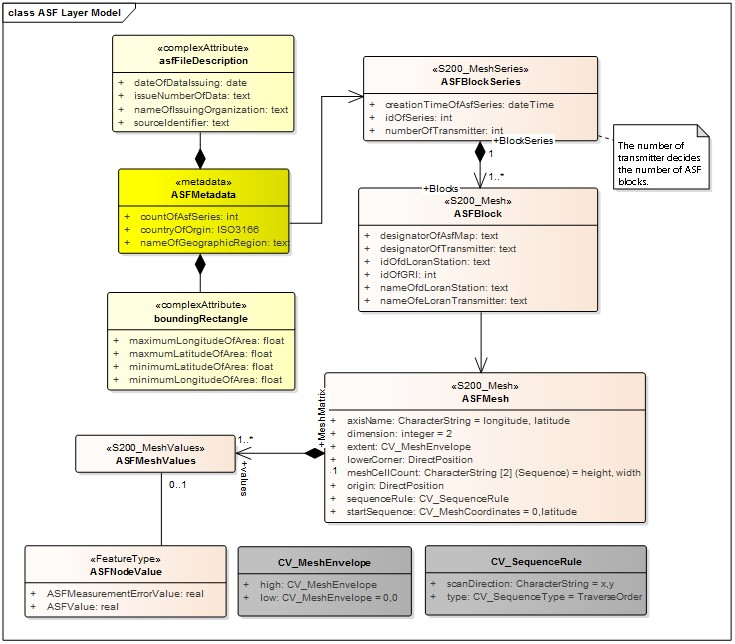 class ASF Layer Model
«complexAttribute»
asfFileDescription
+ dateOfDataIssuing: date
+ issueNumberOfData: text
+ nameOfIssuingOrganization: text
+ sourceIdentifier: text
«S200_MeshSeries»
ASFBlockSeries
+ creationTimeOfAsfSeries: dateTime
+ idOfSeries: int
+ numberOfTransmitter: int
The number of
transmitter decides
the number of ASF
blocks.
+BlockSeries
1
1..*
+Blocks
«metadata»
ASFMetadata
+ countOfAsfSeries: int
+ countryOfOrgin: ISO3166
+ nameOfGeographicRegion: text
«S200_Mesh»
ASFBlock
+ designatorOfAsfMap: text
+ designatorOfTransmitter: text
+ idOfdLoranStation: text
+ idOfGRI: int
+ nameOfdLoranStation: text
+ nameOfeLoranTransmitter: text
«complexAttribute»
boundingRectangle
+ maximumLongitudeOfArea: float
+ maxmumLatitudeOfArea: float
+ minimumLatitudeOfArea: float
+ minimumLongitudeOfArea: float
«S200_Mesh»
ASFMesh
+ axisName: CharacterString = longitude, latitude
+ dimension: integer = 2
+ extent: CV_MeshEnvelope
+ lowerCorner: DirectPosition
meshCellCount: CharacterString [2] (Sequence) = height, width
+ origin: DirectPosition
+ sequenceRule: CV_SequenceRule
+ startSequence: CV_MeshCoordinates = 0,latitude
+MeshMatrix
1
1..*
+values
«S200_MeshValues»
ASFMeshValues
0..1
«FeatureType»
ASFNodeValue
+ ASFMeasurementErrorValue: real
+ ASFValue: real
CV_MeshEnvelope
+ high: CV_MeshEnvelope
+ low: CV_MeshEnvelope = 0,0
CV_SequenceRule
+ scanDirection: CharacterString = x,y
+ type: CV_SequenceType = TraverseOrder